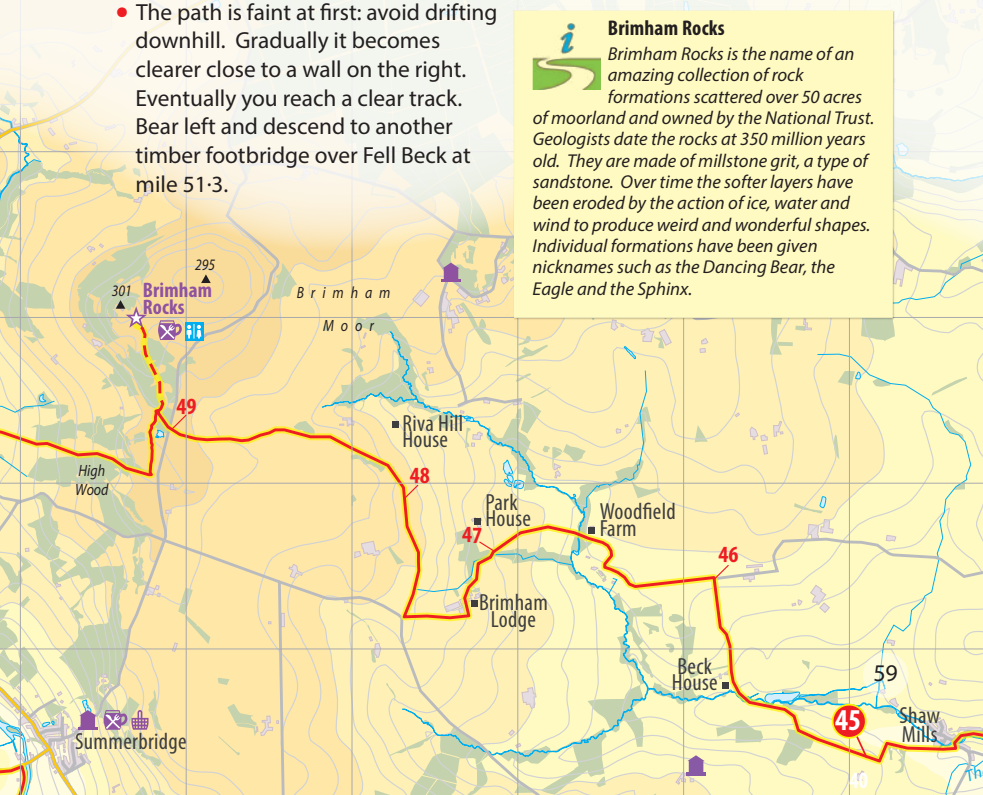 • The path is faint at first: avoid drifting
downhill. Gradually it becomes
clearer close to a wall on the right.
Eventually you reach a clear track.
Bear left and descend to another
timber footbridge over Fell Beck at
mile 51·3.
i
Brimham Rocks
Brimham Rocks is the name of an
amazing collection of rock
formations scattered over 50 acres
of moorland and owned by the National Trust.
Geologists date the rocks at 350 million years
old. They are made of millstone grit, a type of
sandstone. Over time the softer layers have
been eroded by the action of ice, water and
wind to produce weird and wonderful shapes.
Individual formations have been given
nicknames such as the Dancing Bear, the
Eagle and the Sphinx.
295
301
Brimham
Rocks
Brimham
Moor
49
Riva Hill
House
High
Wood
48
Park
House
47
Woodfield
Farm
46
Brimham
Lodge
Beck
House
59
45
Shaw
Mills
Summerbridge
Th